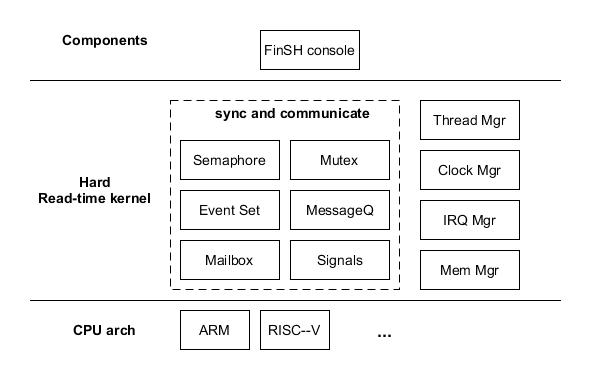 Components
FinSH console
sync and communicate
Thread Mgr
Semaphore
Mutex
Clock Mgr
Hard
Read-time kernel
Event Set
MessageQ
IRQ Mgr
Mailbox
Signals
Mem Mgr
CPU arch
ARM
RISC--V
...